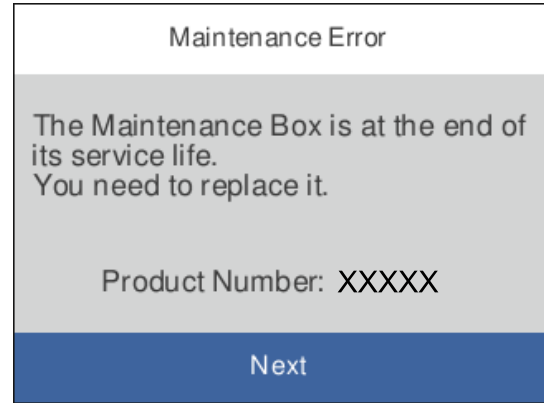 Maintenance Error
The Maintenance Box is at the end of
its service life.
You need to replace it.
Product Number: XXXXX
Next